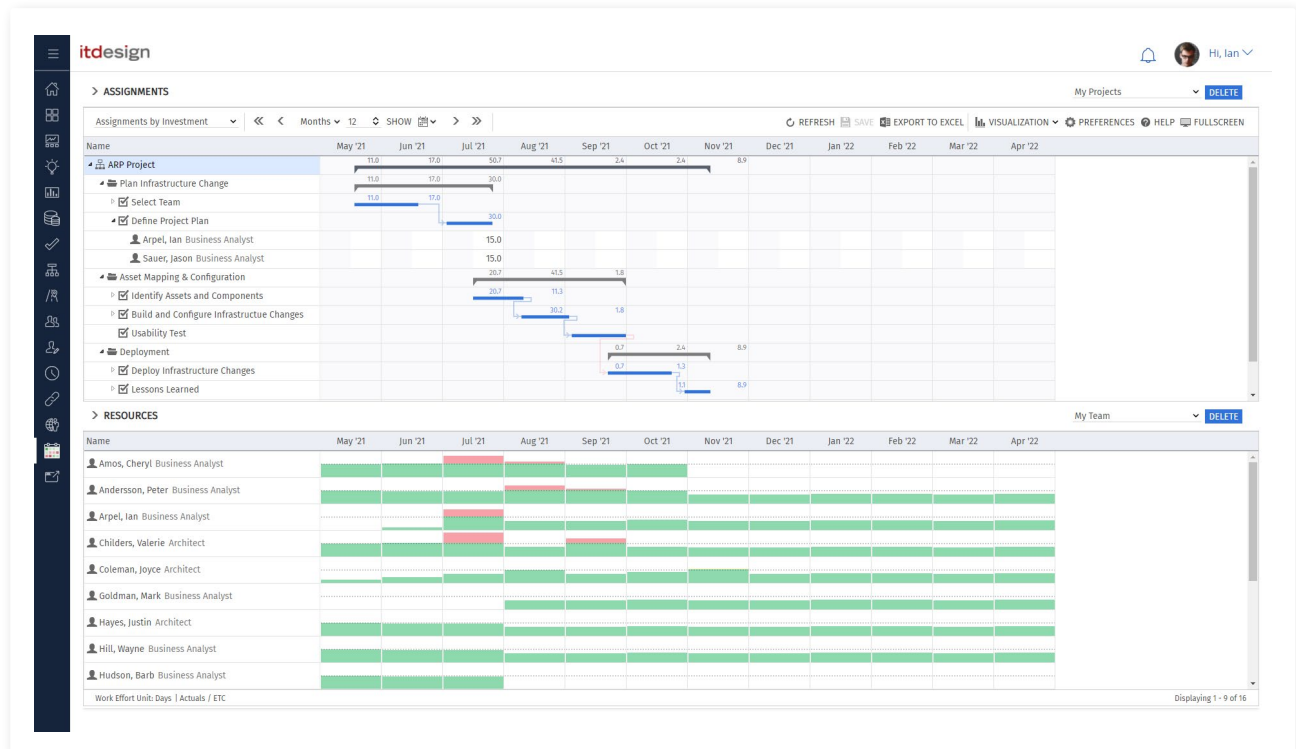 itdesign
Hi, Ian
ASSIGNMENTS
My Projects DELETE
Assignments by Investment Months 12 SHOW REFRESH SAVE EXPORT TO EXCEL VISUALIZATION PREFERENCES HELP FULLSCREEN
Name May '21 Jun '21 Jul '21 Aug '21 Sep '21 Oct '21 Nov '21 Dec '21 Jan '22 Feb '22 Mar '22 Apr '22
ARP Project 11.0 17.0 50.7 41.5 2.4 2.4 8.9
Plan Infrastructure Change 11.0 17.0 30.0
Select Team 11.0 17.0
Define Project Plan 30.0
Arpel, Ian Business Analyst 15.0
Sauer, Jason Business Analyst 15.0
Asset Mapping & Configuration 20.7 41.5 1.8
Identify Assets and Components 20.7 11.3
Build and Configure Infrastructue Changes 30.2 1.8
Usability Test
Deployment 0.7 2.4 8.9
Deploy Infrastructure Changes 0.7 1.3
Lessons Learned 1.1 8.9
RESOURCES
My Team DELETE
Name May '21 Jun '21 Jul '21 Aug '21 Sep '21 Oct '21 Nov '21 Dec '21 Jan '22 Feb '22 Mar '22 Apr '22
Amos, Cheryl Business Analyst
Andersson, Peter Business Analyst
Arpel, Ian Business Analyst
Childers, Valerie Architect
Coleman, Joyce Architect
Goldman, Mark Business Analyst
Hayes, Justin Architect
Hill, Wayne Business Analyst
Hudson, Barb Business Analyst
Work Effort Unit: Days | Actuals / ETC
Displaying 1 - 9 of 16